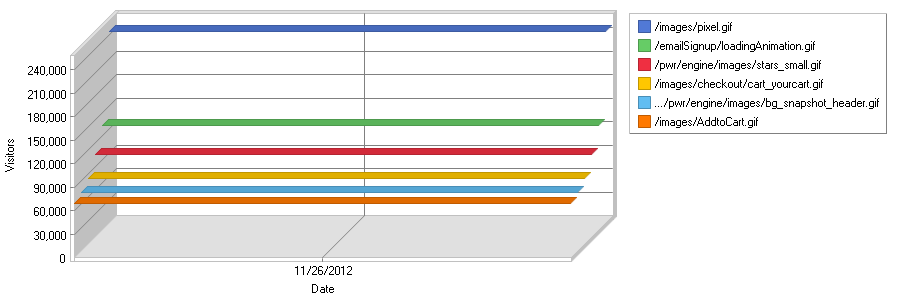 240,000
210,000
180,000
150,000
120,000
90,000
60,000
30,000
0
Visitors
11/26/2012
Date
/images/pixel.gif
/emailSignup/loadingAnimation.gif
/pwr/engine/images/stars_small.gif
/images/checkout/cart_yourcart.gif
.../pwr/engine/images/bg_snapshot_header.gif
/images/AddtoCart.gif